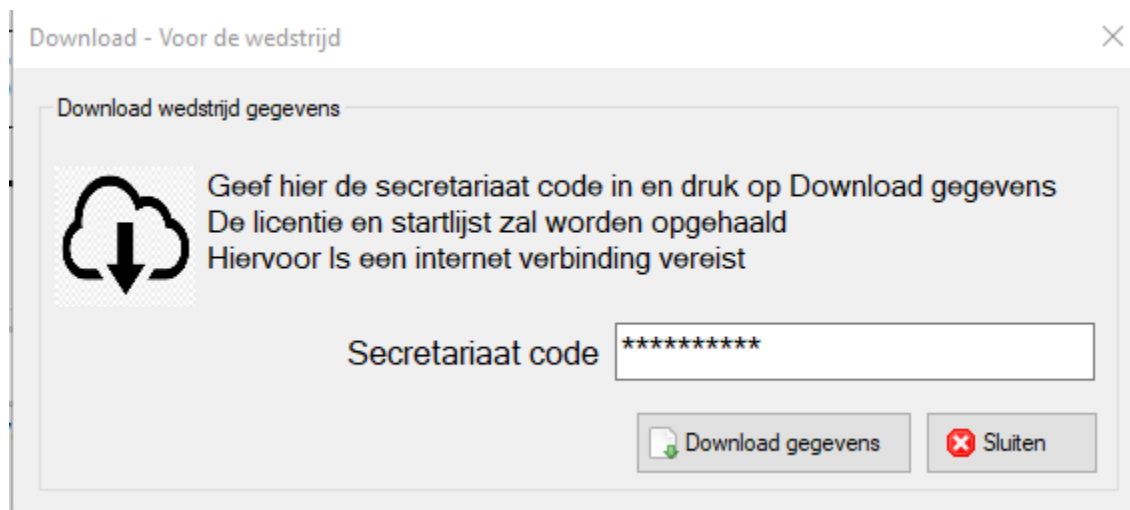 Download - Voor de wedstrijd
Download wedstrijd gegevens
Geef hier de secretariaat code in en druk op Download gegevens
De licentie en startlijst zal worden opgehaald
Hiervoor Is een internet verbinding vereist
Secretariaat code **********
Download gegevens Sluiten